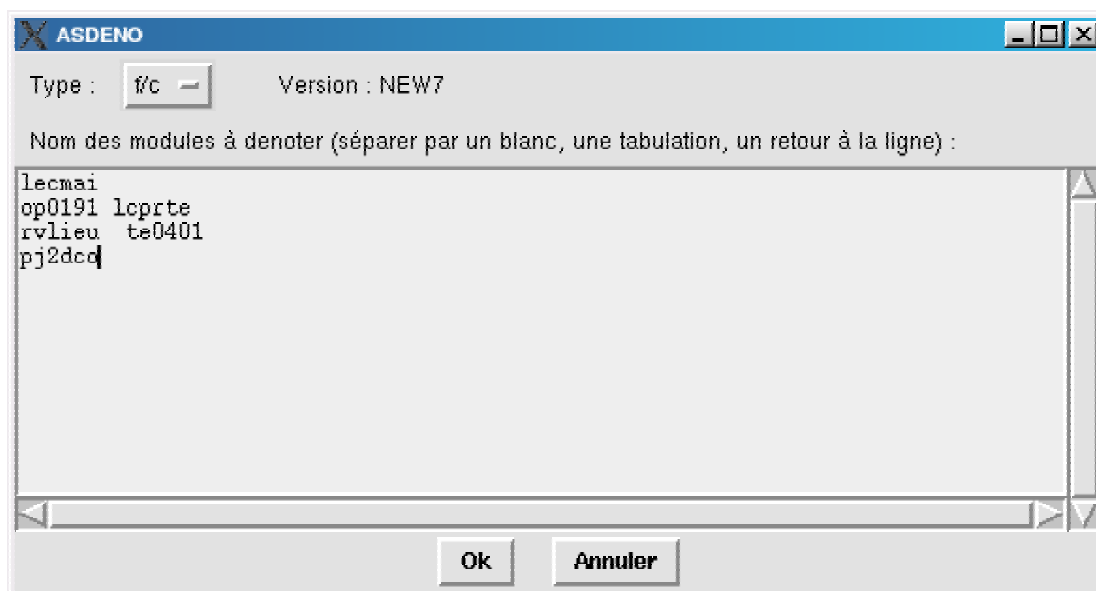 ASDENO
Type : f/c Version : NEW7
Nom des modules à denoter (séparer par un blanc, une tabulation, un retour à la ligne) :
lecmai
op0191 lcprte
rvlieu te0401
pj2dco
Ok Annuler